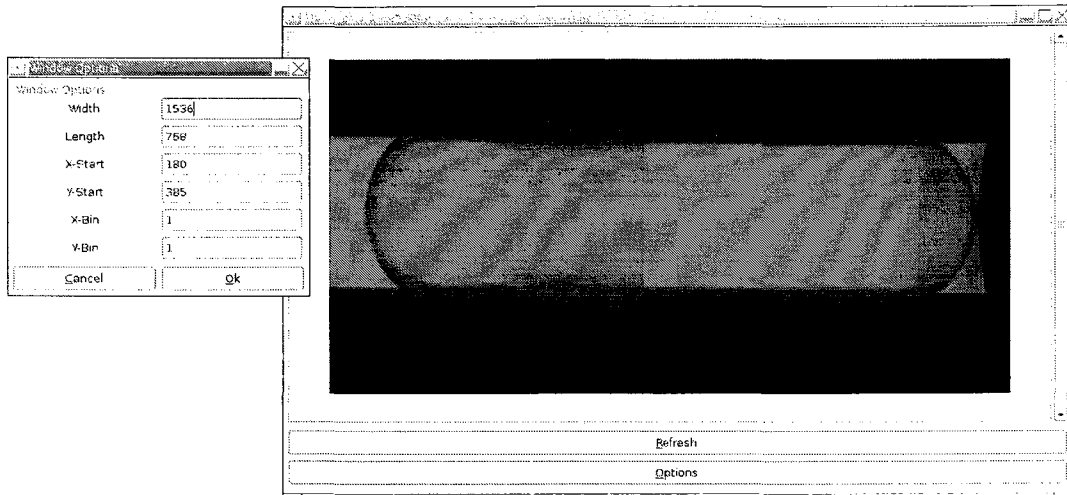 Window Options
Window Options
Width 1536
Length 768
X-Start 180
Y-Start 385
X-Bin 1
Y-Bin 1
Cancel Ok
Refresh
Options